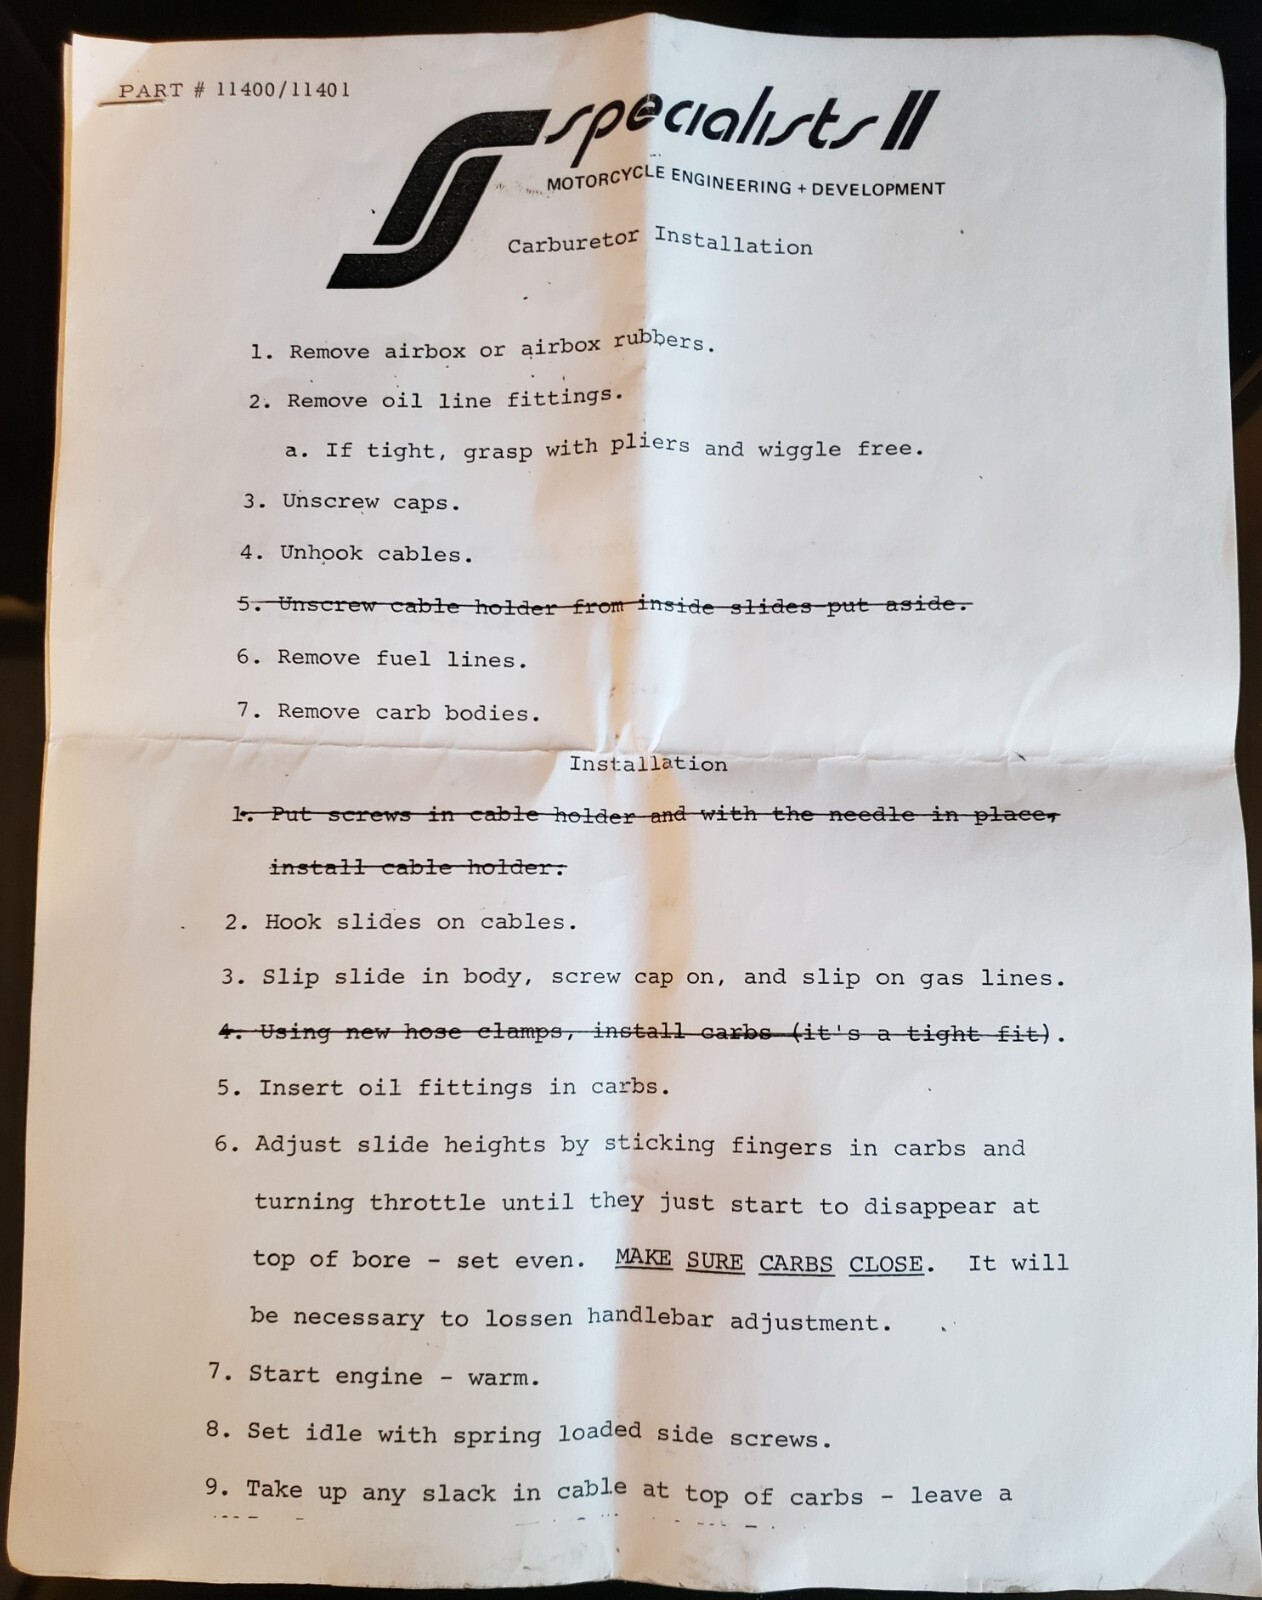 PART # 11400/11401
specialists II
MOTORCYCLE ENGINEERING + DEVELOPMENT
Carburetor Installation
1. Remove airbox or airbox rubbers.
2. Remove oil line fittings.
a. If tight, grasp with pliers and wiggle free.
3. Unscrew caps.
4. Unhook cables.
5. Unscrew cable holder from inside slides-put aside.
6. Remove fuel lines.
7. Remove carb bodies.
Installation
1. Put screws in cable holder and with the needle in place,
install cable holder.
2. Hook slides on cables.
3. Slip slide in body, screw cap on, and slip on gas lines.
4. Using new hose clamps, install carbs (it's a tight fit).
5. Insert oil fittings in carbs.
6. Adjust slide heights by sticking fingers in carbs and
turning throttle until they just start to disappear at
top of bore - set even. MAKE SURE CARBS CLOSE. It will
be necessary to lossen handlebar adjustment.
7. Start engine - warm.
8. Set idle with spring loaded side screws.
9. Take up any slack in cable at top of carbs - leave a